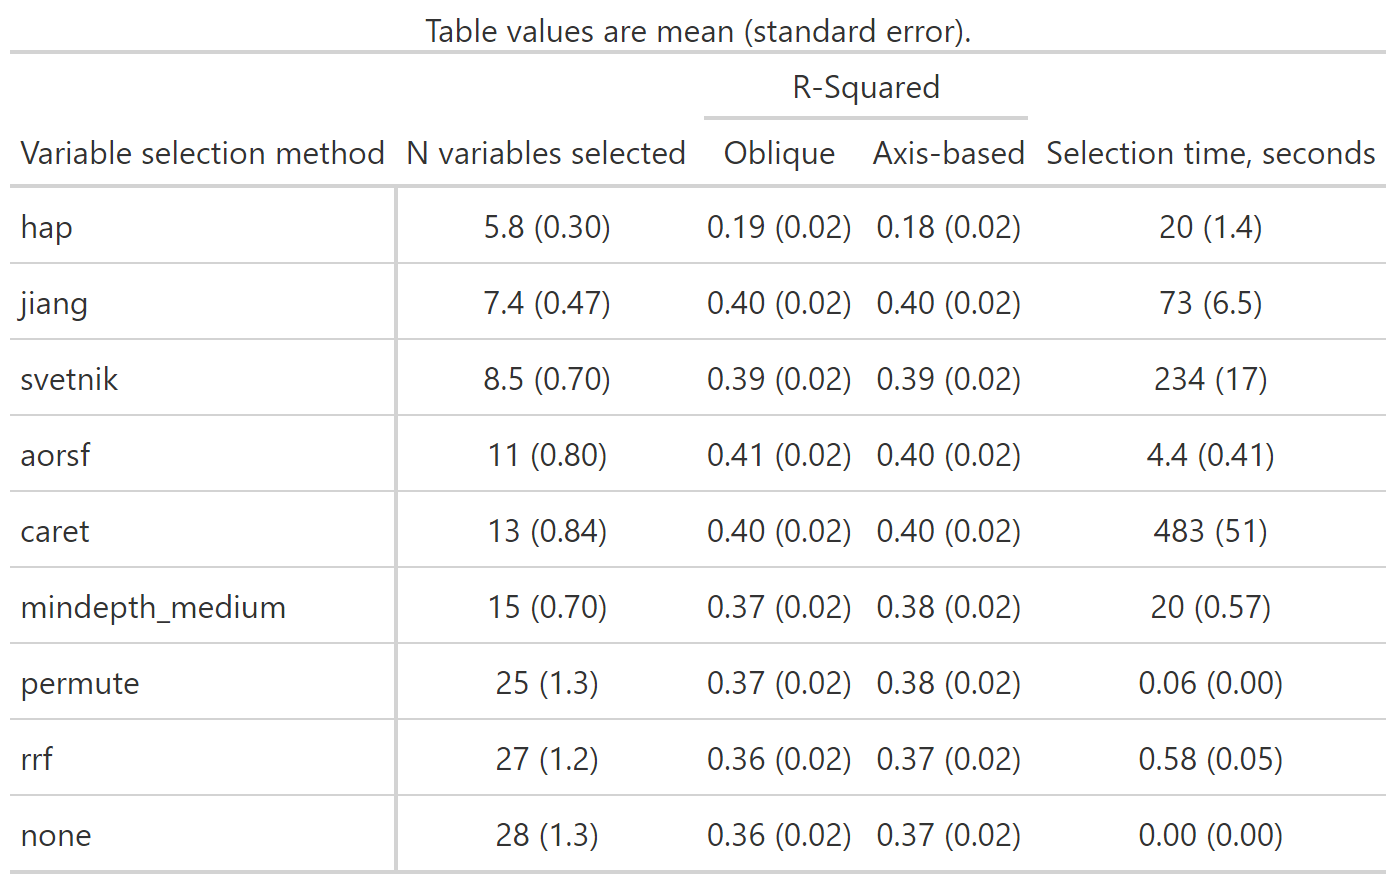 Table values are mean (standard error).
R-Squared
Variable selection method N variables selected Oblique Axis-based Selection time, seconds
hap 5.8 (0.30) 0.19 (0.02) 0.18 (0.02) 20 (1.4)
jiang 7.4 (0.47) 0.40 (0.02) 0.40 (0.02) 73 (6.5)
svetnik 8.5 (0.70) 0.39 (0.02) 0.39 (0.02) 234 (17)
aorsf 11 (0.80) 0.41 (0.02) 0.40 (0.02) 4.4 (0.41)
caret 13 (0.84) 0.40 (0.02) 0.40 (0.02) 483 (51)
mindepth_medium 15 (0.70) 0.37 (0.02) 0.38 (0.02) 20 (0.57)
permute 25 (1.3) 0.37 (0.02) 0.38 (0.02) 0.06 (0.00)
rrf 27 (1.2) 0.36 (0.02) 0.37 (0.02) 0.58 (0.05)
none 28 (1.3) 0.36 (0.02) 0.37 (0.02) 0.00 (0.00)